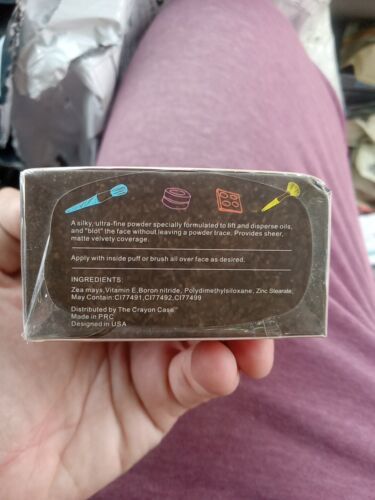 A silky, ultra-fine powder specially formulated to lift and disperse oils,
and "blot" the face without leaving a powder trace. Provides sheer,
matte velvety coverage.
Apply with inside puff or brush all over face as desired.
INGREDIENTS:
Zea mays,Vitamin E,Boron nitride, Polydimethylsiloxane, Zinc Stearate,
May Contain:CI77491,CI77492,CI77499
Distributed by The Crayon Case™
Made in PRC
Designed in USA